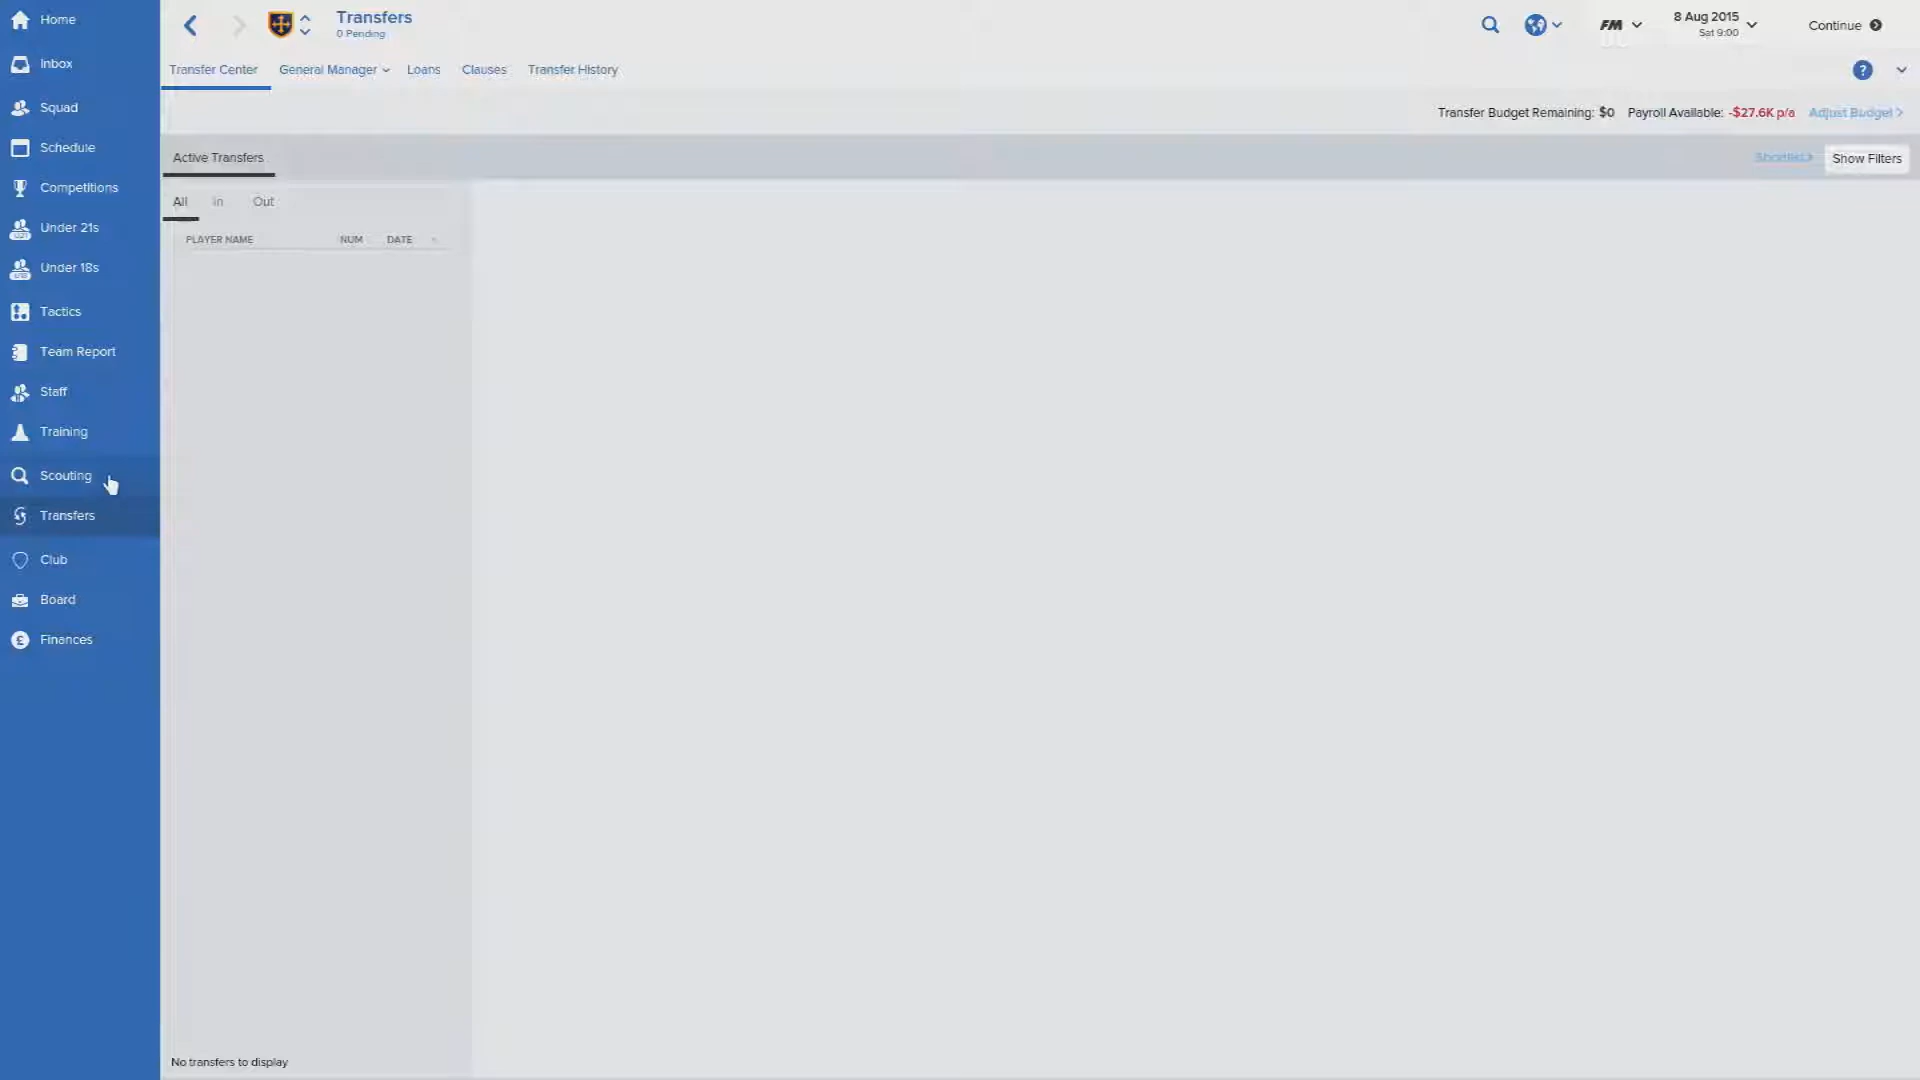 Home
Inbox
Squad
Schedule
Competitions
Under 21s
Under 18s
Tactics
Team Report
Staff
Training
Scouting
Transfers
Club
Board
Finances
Transfers
0 Pending
FM
8 Aug 2015
Sat 9:00
Continue
Transfer Center General Manager Loans Clauses Transfer History
?
Transfer Budget Remaining: $0 Payroll Available: -$27.6K p/a Adjust Budget >
Active Transfers
Shortlist > Show Filters
All In Out
PLAYER NAME NUM DATE
No transfers to display